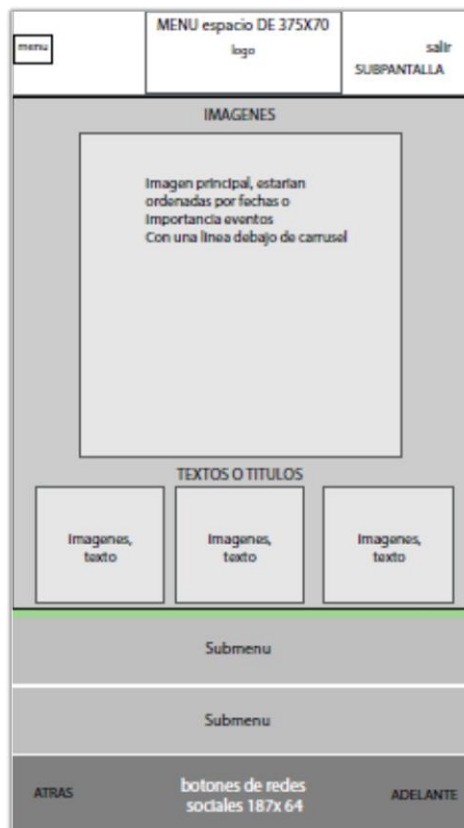 MENU espacio DE 375X70
menu
logo
salir
SUBPANTALLA
IMAGENES
Imagen principal, estarian
ordenadas por fechas o
importancia eventos
Con una linea debajo de carrusel
TEXTOS O TITULOS
Imagenes,
texto
Imagenes,
texto
Imagenes,
texto
Submenu
Submenu
ATRAS
botones de redes
sociales 187x 64
ADELANTE